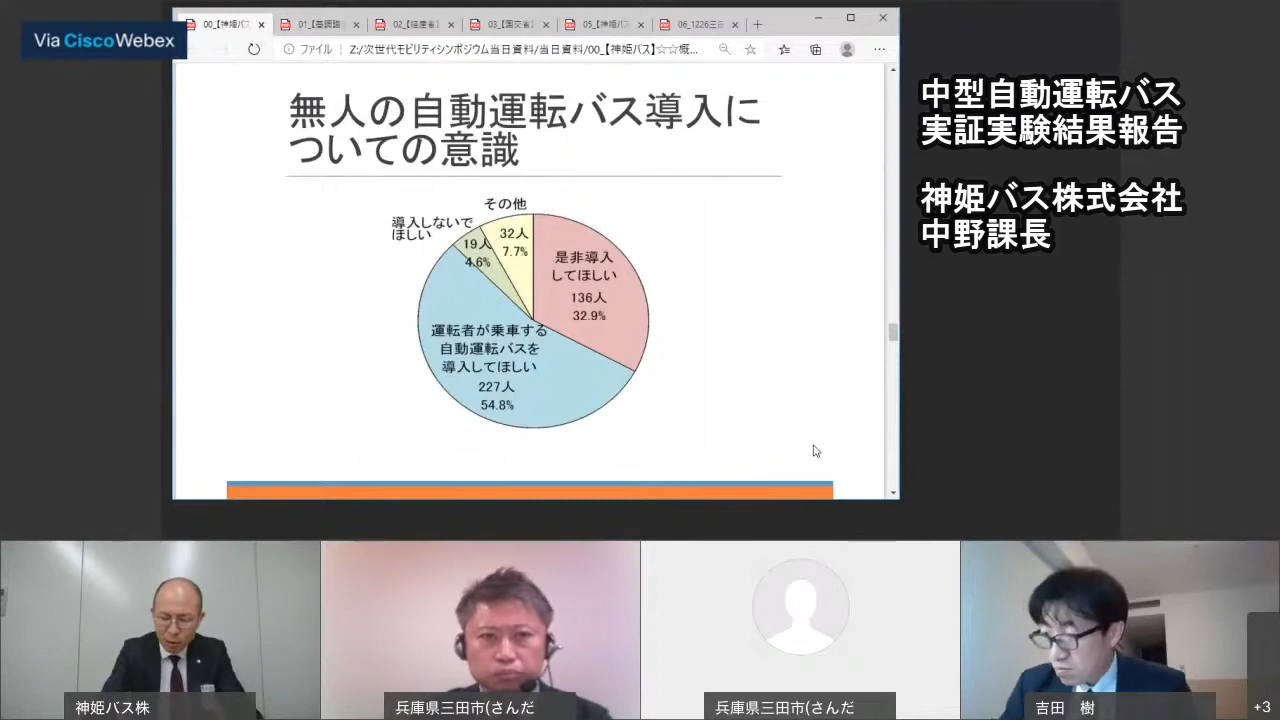 Via Cisco Webex
00_【神姫バス
01_【基調講
02_【経産省】
03_【国交省】
05_【神姫バス
06_1226三田
ファイル
Z:/次世代モビリティシンポジウム当日資料/当日資料/00_【神姫バス】☆☆概...
無人の自動運転バス導入に
ついての意識
その他
32人
7.7%
導入しないで
ほしい
19人
4.6%
是非導入
してほしい
136人
32.9%
運転者が乗車する
自動運転バスを
導入してほしい
227人
54.8%
中型自動運転バス
実証実験結果報告
神姫バス株式会社
中野課長
神姫バス株
兵庫県三田市(さんだ
兵庫県三田市(さんだ
吉田 樹
+3